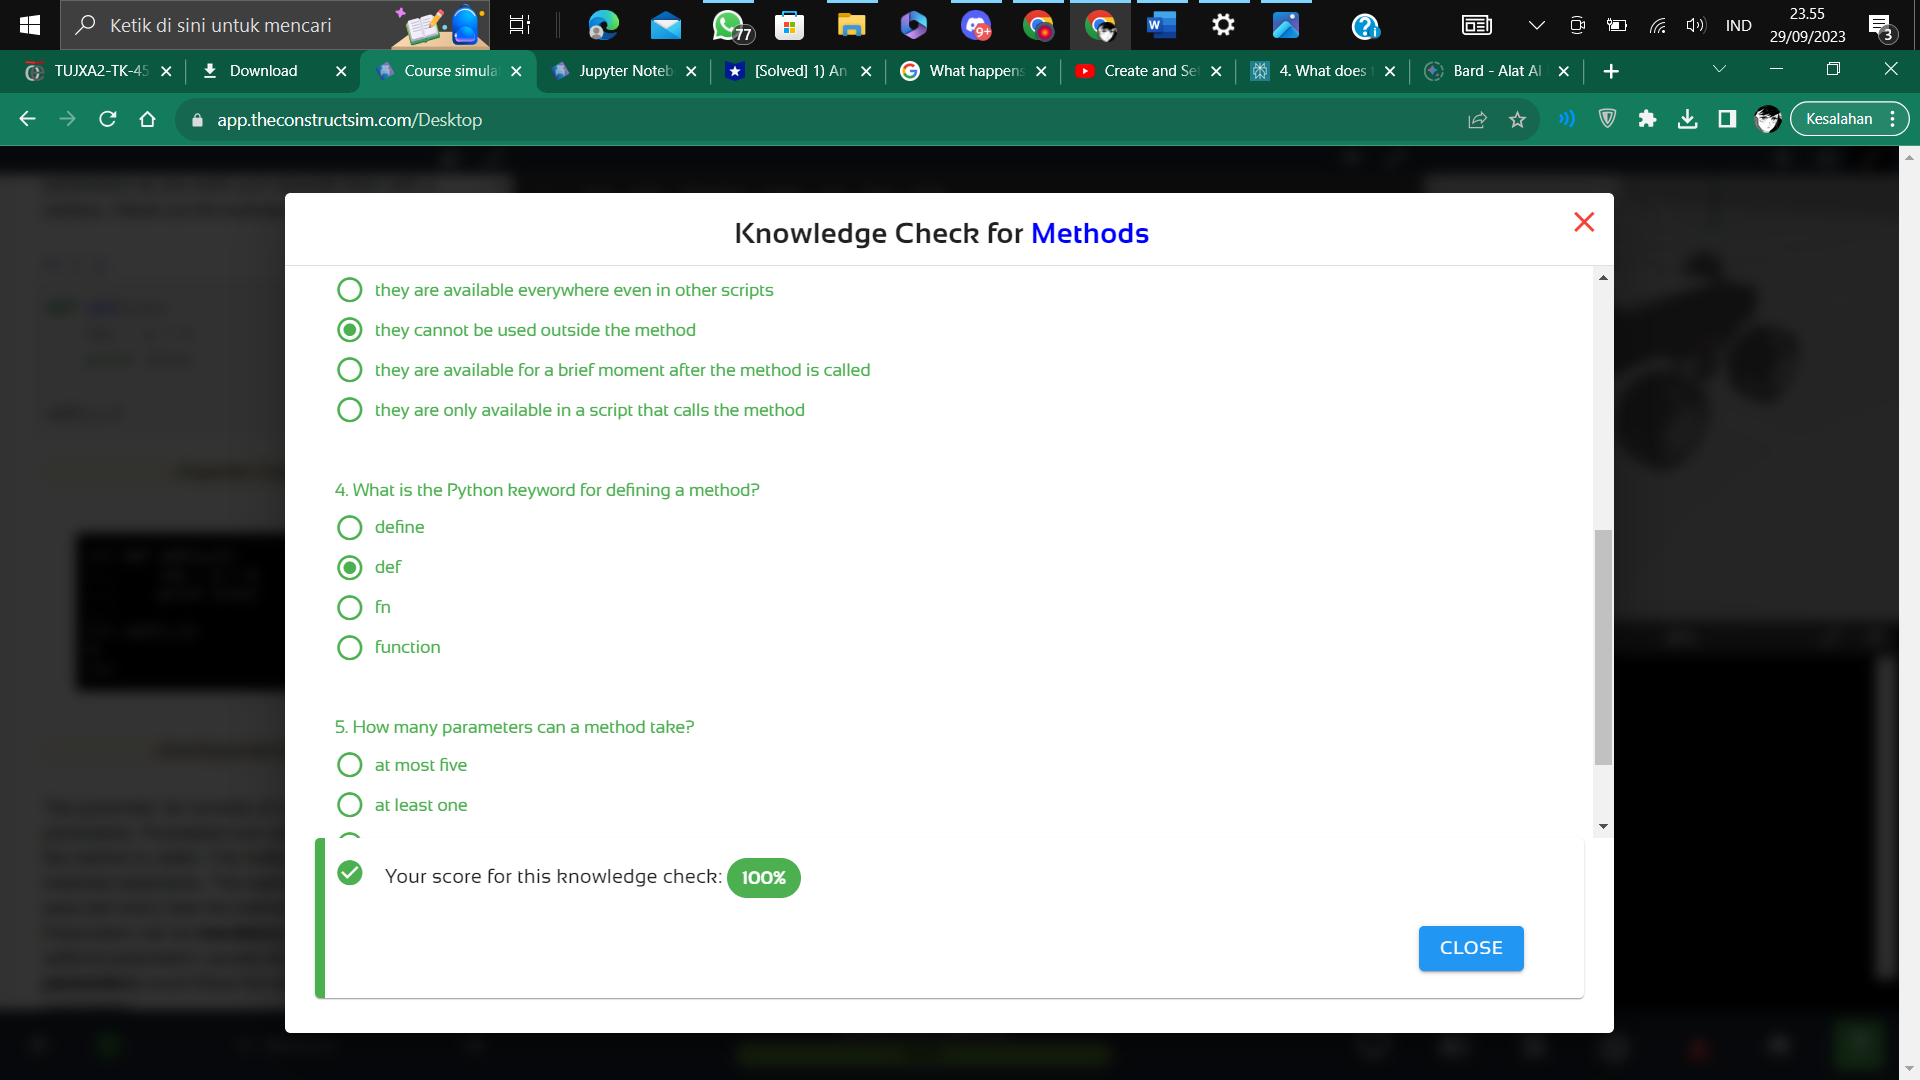 Ketik di sini untuk mencari
77
9+
IND
23.55
29/09/2023
3
TUJXA2-TK-45
Download
Course simula
Jupyter Noteb
[Solved] 1) An
What happens
Create and Se
4. What does
Bard - Alat AI
app.theconstructsim.com/Desktop
Kesalahan
Knowledge Check for Methods
they are available everywhere even in other scripts
they cannot be used outside the method
they are available for a brief moment after the method is called
they are only available in a script that calls the method
4. What is the Python keyword for defining a method?
define
def
fn
function
5. How many parameters can a method take?
at most five
at least one
Your score for this knowledge check: 100%
CLOSE